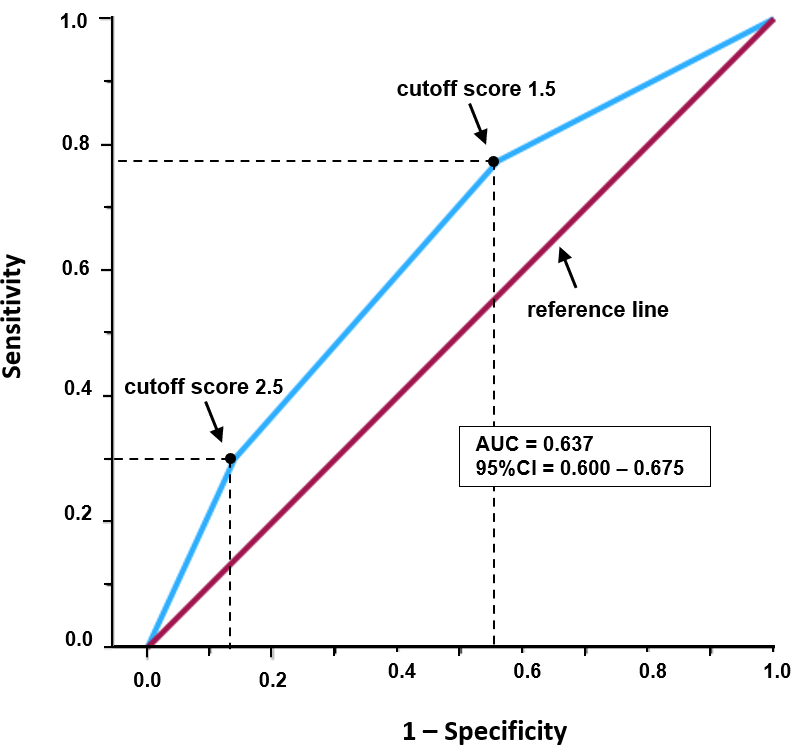 1.0
cutoff score 1.5
0.8
0.6
reference line
Sensitivity
cutoff score 2.5
0.4
AUC = 0.637
95%CI = 0.600 – 0.675
0.2
0.0
0.0 0.2 0.4 0.6 0.8 1.0
1 – Specificity